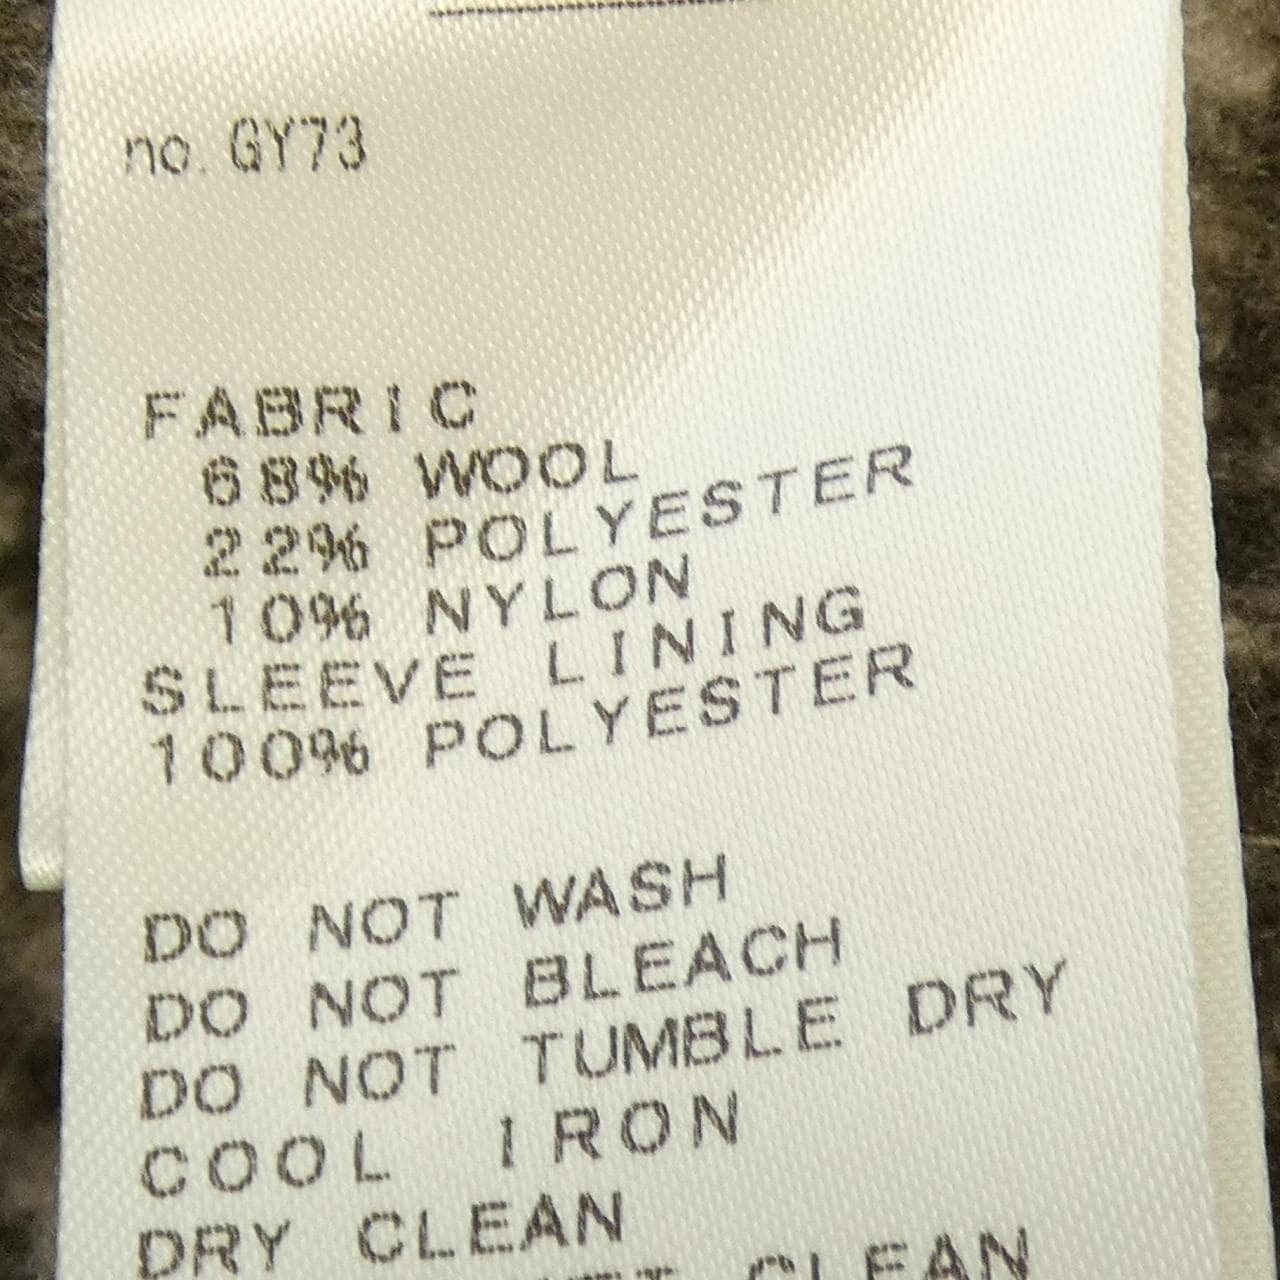 no. GY73
FABRIC
68% WOOL
22% POLYESTER
10% NYLON
SLEEVE LINING
100% POLYESTER
DO NOT WASH
DO NOT BLEACH
DO NOT TUMBLE DRY
COOL IRON
DRY CLEAN
CLEAN